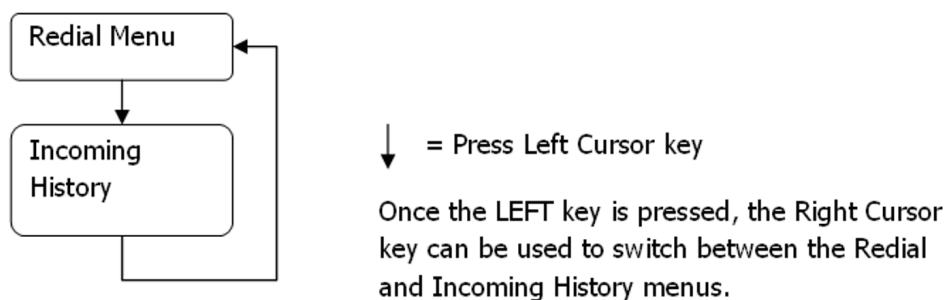 Redial Menu
Incoming
History
= Press Left Cursor key
Once the LEFT key is pressed, the Right Cursor
key can be used to switch between the Redial
and Incoming History menus.